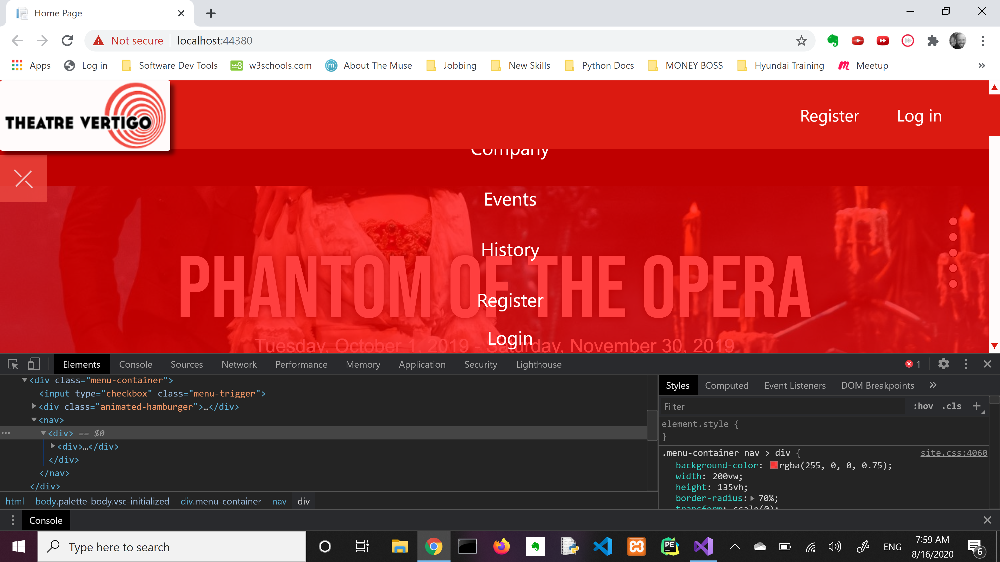 Home Page
Not secure localhost:44380
Apps Log in Software Dev Tools w3schools.com About The Muse Jobbing New Skills Python Docs MONEY BOSS Hyundai Training Meetup »
THEATRE VERTIGO
Register Log in
Company
Events
History
PHANTOM OF THE OPERA
Register
Login
Tuesday, October 1, 2019 - Saturday, November 30, 2019
Elements Console Sources Network Performance Memory Application Security Lighthouse 1
<div class="menu-container">
<input type="checkbox" class="menu-trigger">
<div class="animated-hamburger">…</div>
<nav>
<div> == $0
<div>…</div>
</div>
</nav>
</div>
html body.palette-body.vsc-initialized div.menu-container nav div
Styles Computed Event Listeners DOM Breakpoints »
Filter :hov .cls +
element.style {
}
.menu-container nav > div { site.css:4060
background-color: rgba(255, 0, 0, 0.75);
width: 200vw;
height: 135vh;
border-radius: 70%;
transform: scale(0);
Console
Type here to search
PE
ENG
7:59 AM
8/16/2020
6